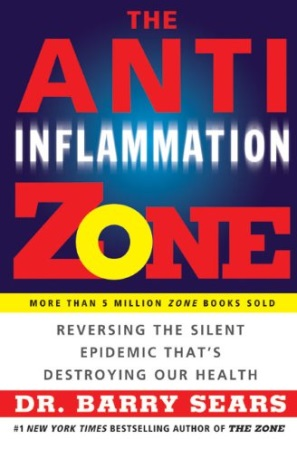 THE
ANTI
INFLAMMATION
ZONE
MORE THAN 5 MILLION ZONE BOOKS SOLD
REVERSING THE SILENT
EPIDEMIC THAT'S
DESTROYING OUR HEALTH
DR. BARRY SEARS
#1 NEW YORK TIMES BESTSELLING AUTHOR OF THE ZONE